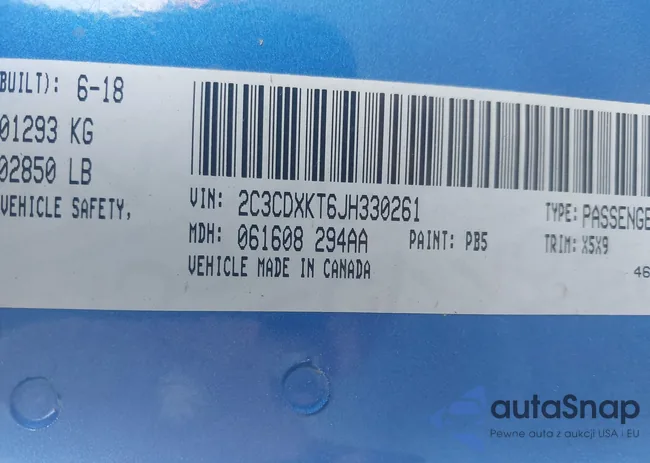 BUILT): 6-18
01293 KG
02850 LB
VEHICLE SAFETY,
VIN: 2C3CDXKT6JH330261
TYPE: PASSENGE
MDH: 061608 294AA
PAINT: PB5
TRIM: X5X9
VEHICLE MADE IN CANADA
46
autaSnap
Pewne auta z aukcji USA i EU